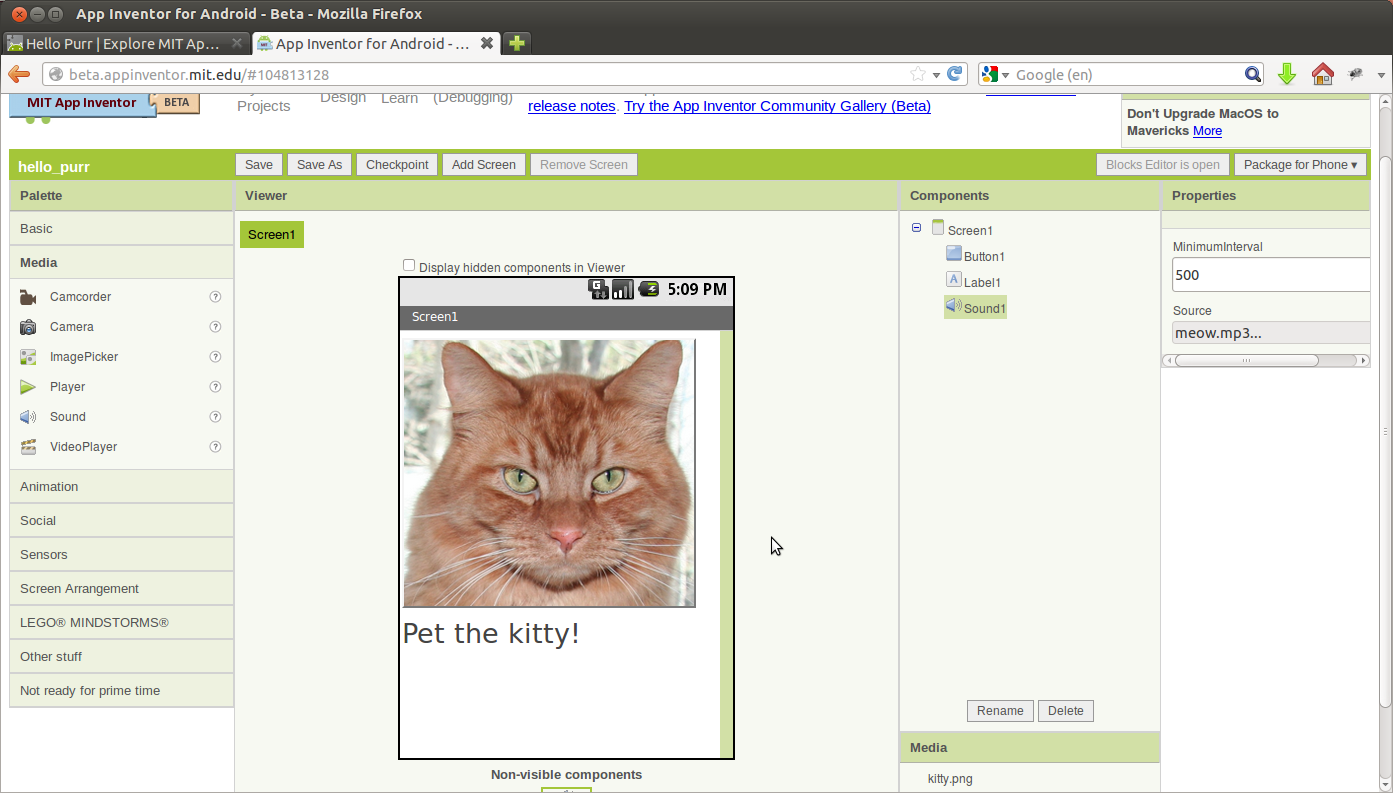 App Inventor for Android - Beta - Mozilla Firefox
Hello Purr | Explore MIT Ap...
App Inventor for Android - ...
beta.appinventor.mit.edu/#104813128
Google (en)
MIT App Inventor
BETA
Projects
Design
Learn
(Debugging)
release notes. Try the App Inventor Community Gallery (Beta)
Don't Upgrade MacOS to
Mavericks More
hello_purr
Save
Save As
Checkpoint
Add Screen
Remove Screen
Blocks Editor is open
Package for Phone ▾
Palette
Basic
Media
Camcorder ?
Camera ?
ImagePicker ?
Player ?
Sound ?
VideoPlayer ?
Animation
Social
Sensors
Screen Arrangement
LEGO® MINDSTORMS®
Other stuff
Not ready for prime time
Viewer
Screen1
Display hidden components in Viewer
G
5:09 PM
Screen1
Pet the kitty!
Non-visible components
Components
Screen1
Button1
A
Label1
Sound1
Rename
Delete
Media
kitty.png
Properties
MinimumInterval
500
Source
meow.mp3...